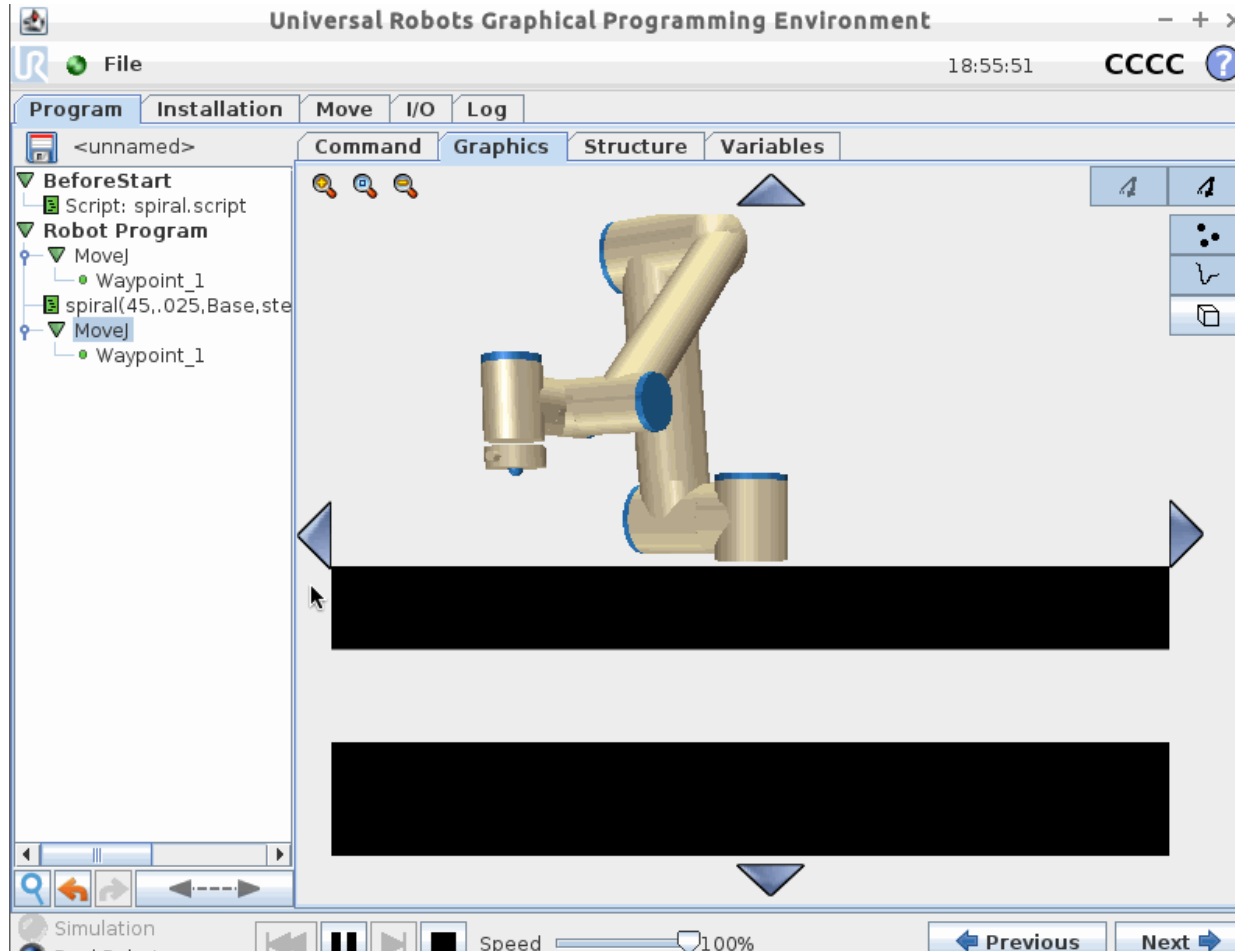 Universal Robots Graphical Programming Environment
UR File 18:55:51 CCCC ?
Program Installation Move I/O Log
<unnamed> Command Graphics Structure Variables
BeforeStart
Script: spiral.script
Robot Program
MoveJ
Waypoint_1
spiral(45,.025,Base,ste
MoveJ
Waypoint_1
Simulation
Speed 100% Previous Next